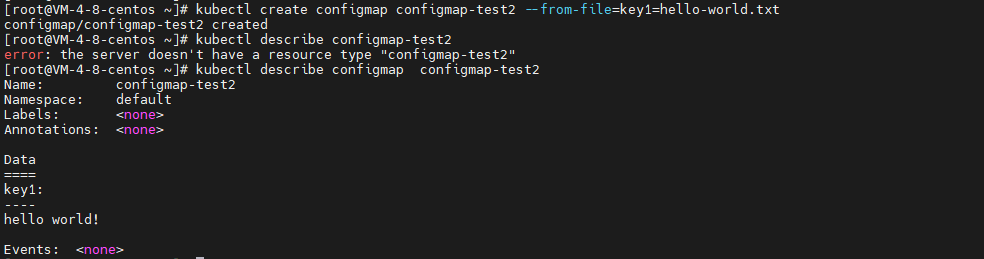 [root@VM-4-8-centos ~]# kubectl create configmap configmap-test2 --from-file=key1=hello-world.txt
configmap/configmap-test2 created
[root@VM-4-8-centos ~]# kubectl describe configmap-test2
error: the server doesn't have a resource type "configmap-test2"
[root@VM-4-8-centos ~]# kubectl describe configmap  configmap-test2
Name:         configmap-test2
Namespace:    default
Labels:       <none>
Annotations:  <none>

Data
====
key1:
----
hello world!

Events:  <none>